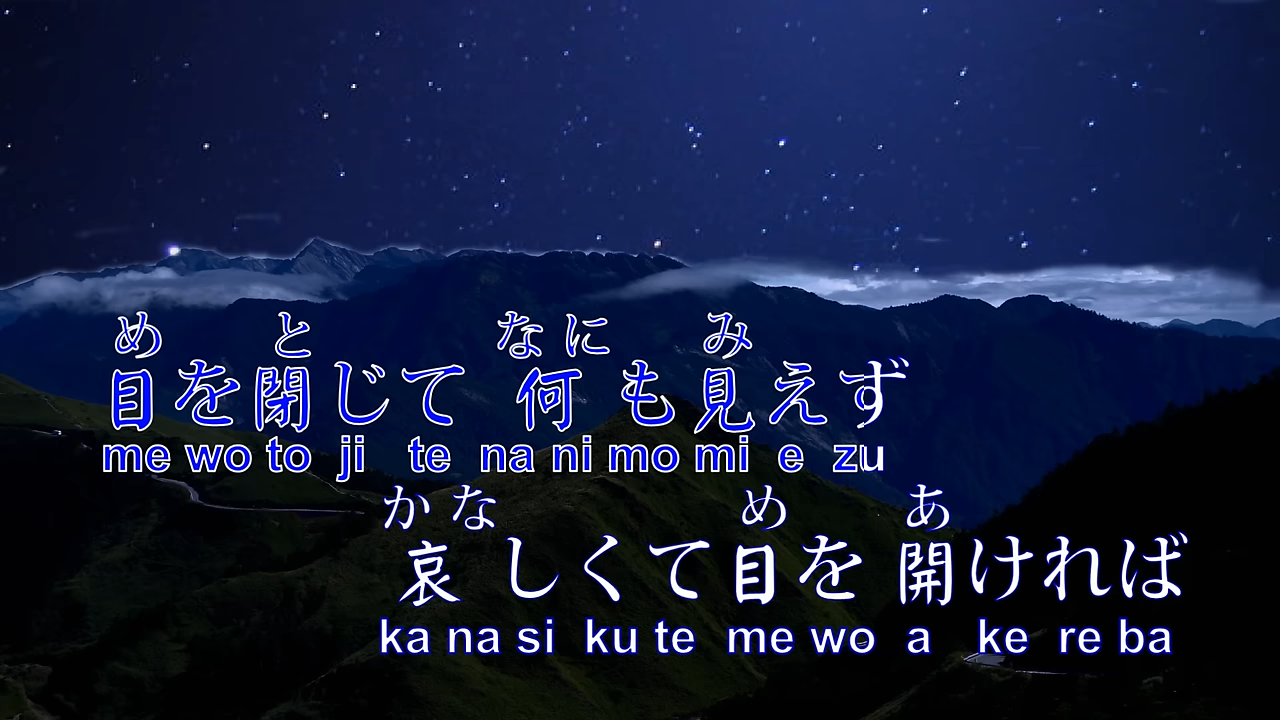 め と なに み
目を閉じて 何も見えず
me wo to ji te na ni mo mi e zu
かな め あ
哀しくて目を開ければ
ka na si ku te me wo a ke re ba